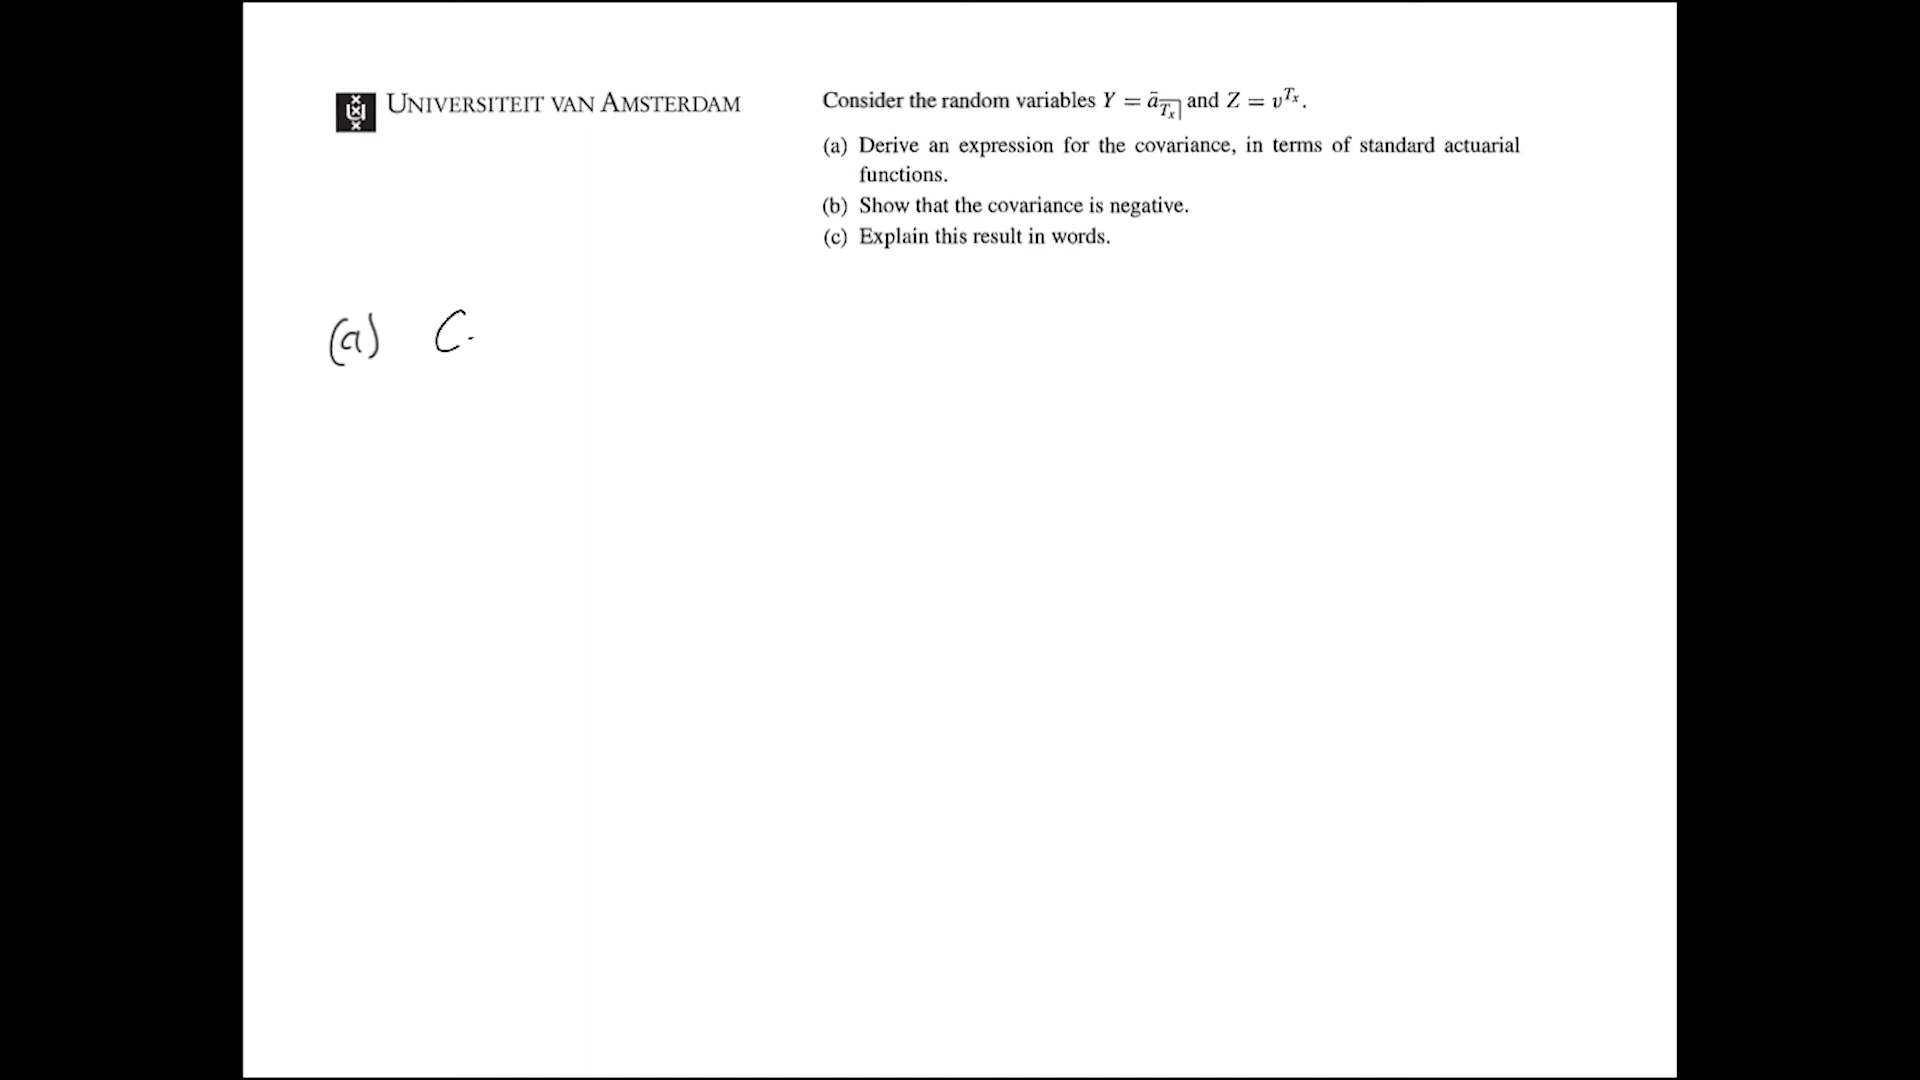 UNIVERSITEIT VAN AMSTERDAM
Consider the random variables Y = ā_{T_x|} and Z = v^{T_x}.
(a) Derive an expression for the covariance, in terms of standard actuarial
functions.
(b) Show that the covariance is negative.
(c) Explain this result in words.
(a) C